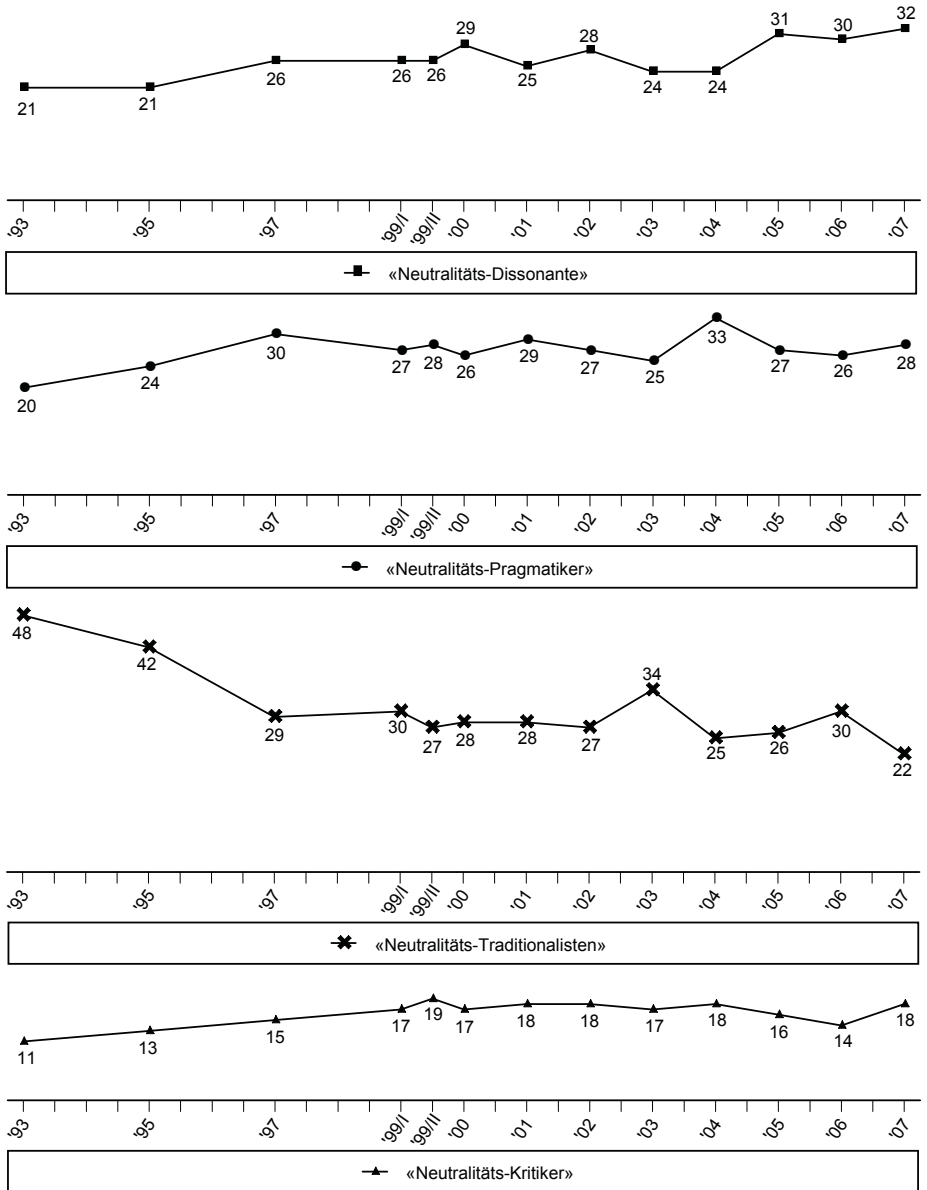 29 28 31 30 32
21 21 26 26 26 25 24 24
'93 '95 '97 '99/I '99/II '00 '01 '02 '03 '04 '05 '06 '07
«Neutralitäts-Dissonante»
20 24 30 27 28 26 29 27 25 33 27 26 28
'93 '95 '97 '99/I '99/II '00 '01 '02 '03 '04 '05 '06 '07
«Neutralitäts-Pragmatiker»
48 42 29 30 27 28 28 27 34 25 26 30 22
'93 '95 '97 '99/I '99/II '00 '01 '02 '03 '04 '05 '06 '07
«Neutralitäts-Traditionalisten»
11 13 15 17 19 17 18 18 17 18 16 14 18
'93 '95 '97 '99/I '99/II '00 '01 '02 '03 '04 '05 '06 '07
«Neutralitäts-Kritiker»